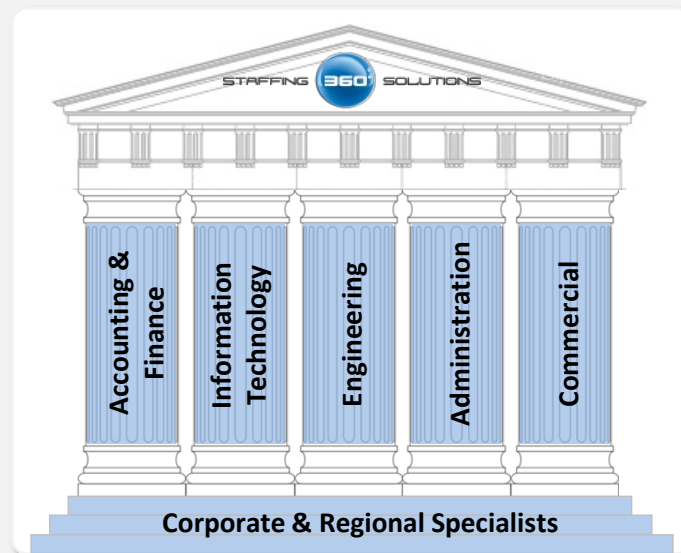 STAFFING 360° SOLUTIONS
Accounting &
Finance
Information
Technology
Engineering
Administration
Commercial
Corporate & Regional Specialists